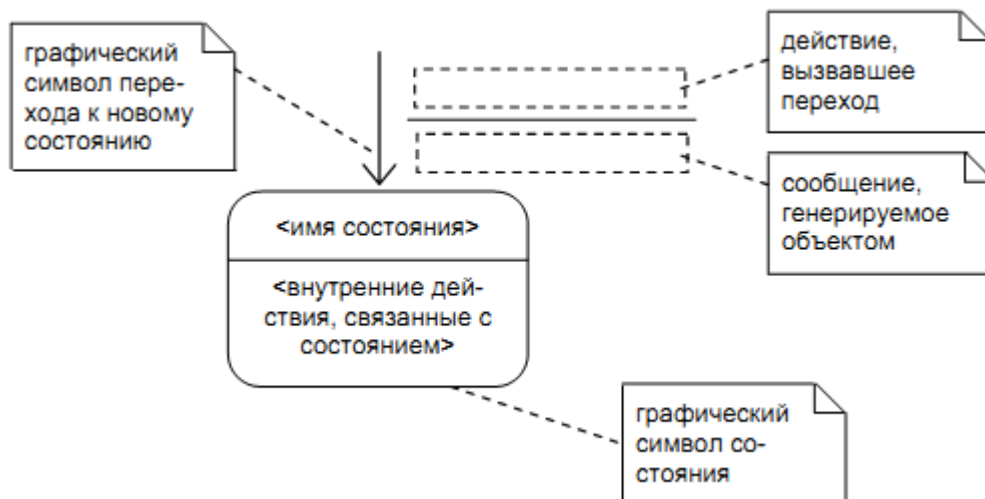 графический
символ пере-
хода к новому
состоянию
действие,
вызвавшее
переход
сообщение,
генерируемое
объектом
<имя состояния>
<внутренние дей-
ствия, связанные с
состоянием>
графический
символ со-
стояния